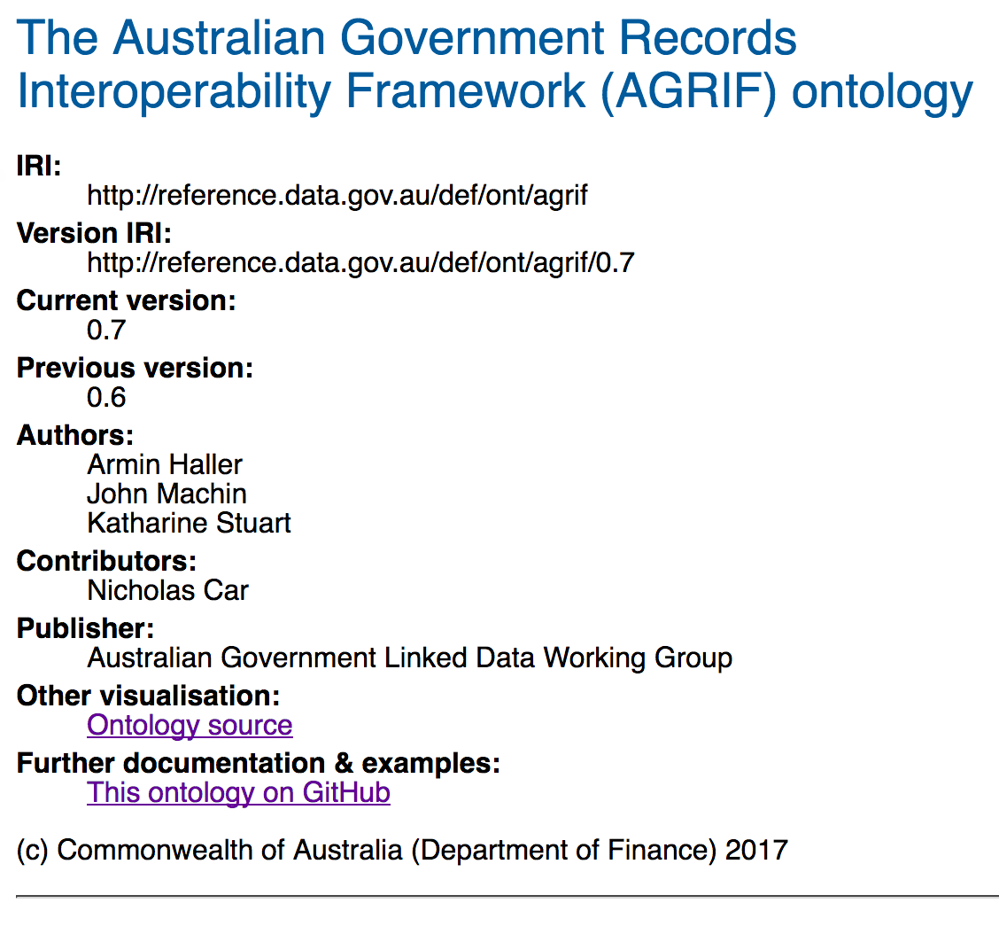 The Australian Government Records
Interoperability Framework (AGRIF) ontology
IRI:
http://reference.data.gov.au/def/ont/agrif
Version IRI:
http://reference.data.gov.au/def/ont/agrif/0.7
Current version:
0.7
Previous version:
0.6
Authors:
Armin Haller
John Machin
Katharine Stuart
Contributors:
Nicholas Car
Publisher:
Australian Government Linked Data Working Group
Other visualisation:
Ontology source
Further documentation & examples:
This ontology on GitHub
(c) Commonwealth of Australia (Department of Finance) 2017